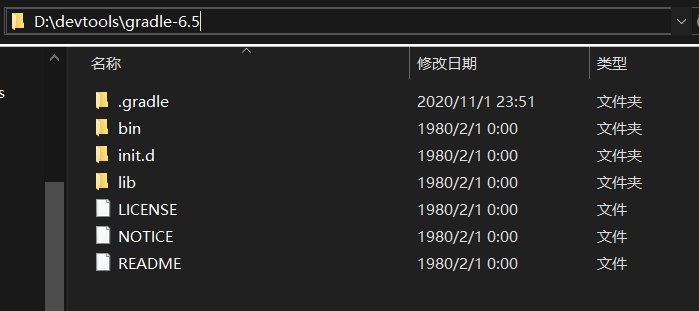 D:\devtools\gradle-6.5
名称 修改日期 类型
s
.gradle 2020/11/1 23:51 文件夹
bin 1980/2/1 0:00 文件夹
init.d 1980/2/1 0:00 文件夹
lib 1980/2/1 0:00 文件夹
LICENSE 1980/2/1 0:00 文件
NOTICE 1980/2/1 0:00 文件
README 1980/2/1 0:00 文件